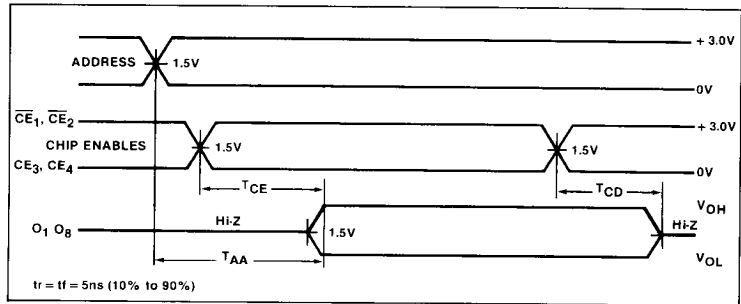 + 3.0V
ADDRESS
1.5V
0V
CE1, CE2
+ 3.0V
CHIP ENABLES
1.5V
1.5V
CE3, CE4
0V
TCE
TCD
VOH
Hi-Z
Hi-Z
O1 O8
1.5V
TAA
VOL
tr = tf = 5ns (10% to 90%)